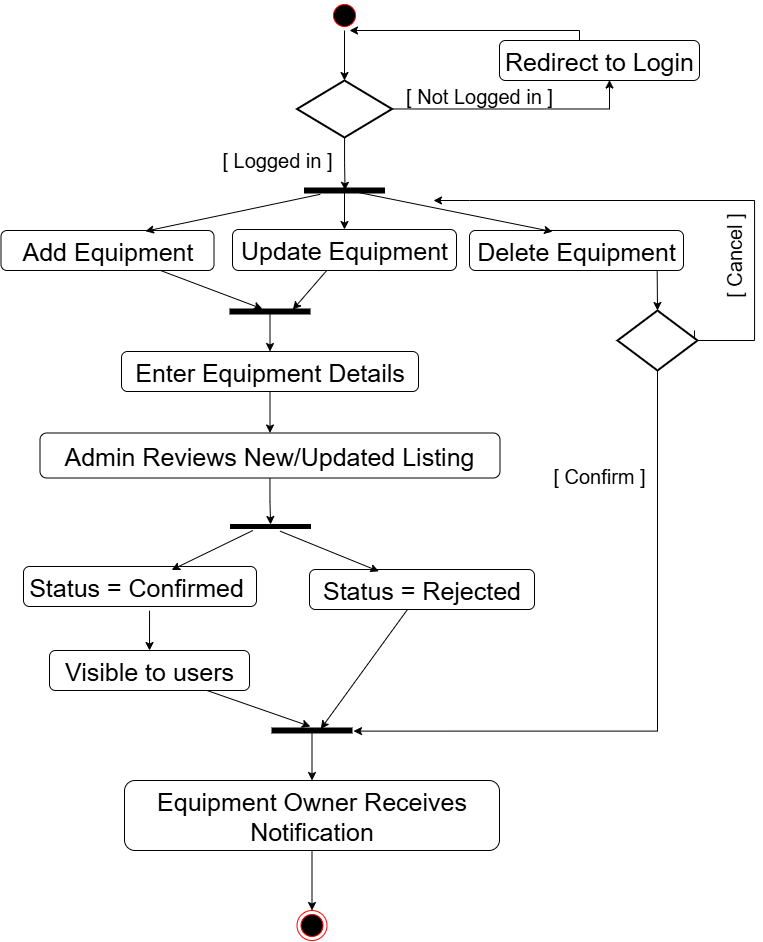 Redirect to Login
[ Not Logged in ]
[ Logged in ]
Add Equipment
Update Equipment
Delete Equipment
[ Cancel ]
Enter Equipment Details
Admin Reviews New/Updated Listing
[ Confirm ]
Status = Confirmed
Status = Rejected
Visible to users
Equipment Owner Receives
Notification